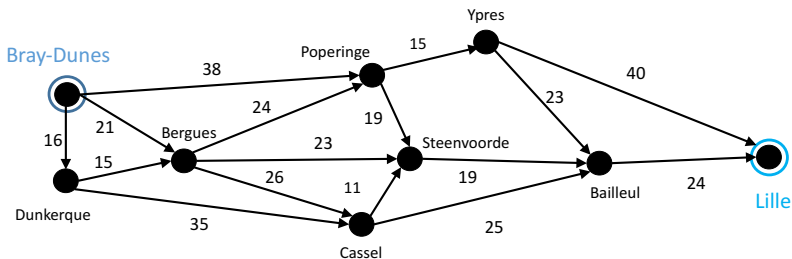 Ypres
Poperinge
15
Bray-Dunes
38
40
24
23
16
21
19
Bergues
Steenvoorde
15
23
26
11
19
24
Bailleul
Dunkerque
35
25
Lille
Cassel